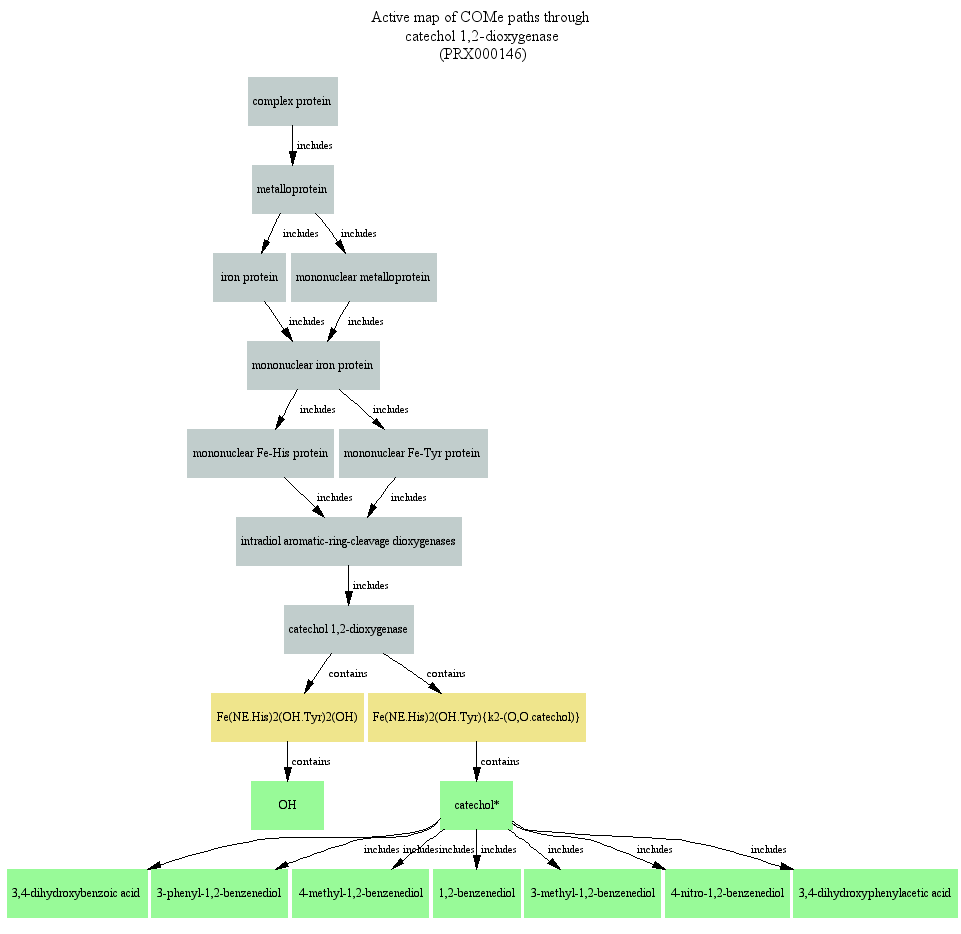 Active map of COMe paths through
catechol 1,2-dioxygenase
(PRX000146)
complex protein
includes
metalloprotein
includes includes
iron protein mononuclear metalloprotein
includes includes
mononuclear iron protein
includes includes
mononuclear Fe-His protein mononuclear Fe-Tyr protein
includes includes
intradiol aromatic-ring-cleavage dioxygenases
includes
catechol 1,2-dioxygenase
contains contains
Fe(NE.His)2(OH.Tyr)2(OH) Fe(NE.His)2(OH.Tyr){k2-(O,O.catechol)}
contains contains
OH catechol*
includes includes includes includes includes includes includes
3,4-dihydroxybenzoic acid 3-phenyl-1,2-benzenediol 4-methyl-1,2-benzenediol 1,2-benzenediol 3-methyl-1,2-benzenediol 4-nitro-1,2-benzenediol 3,4-dihydroxyphenylacetic acid